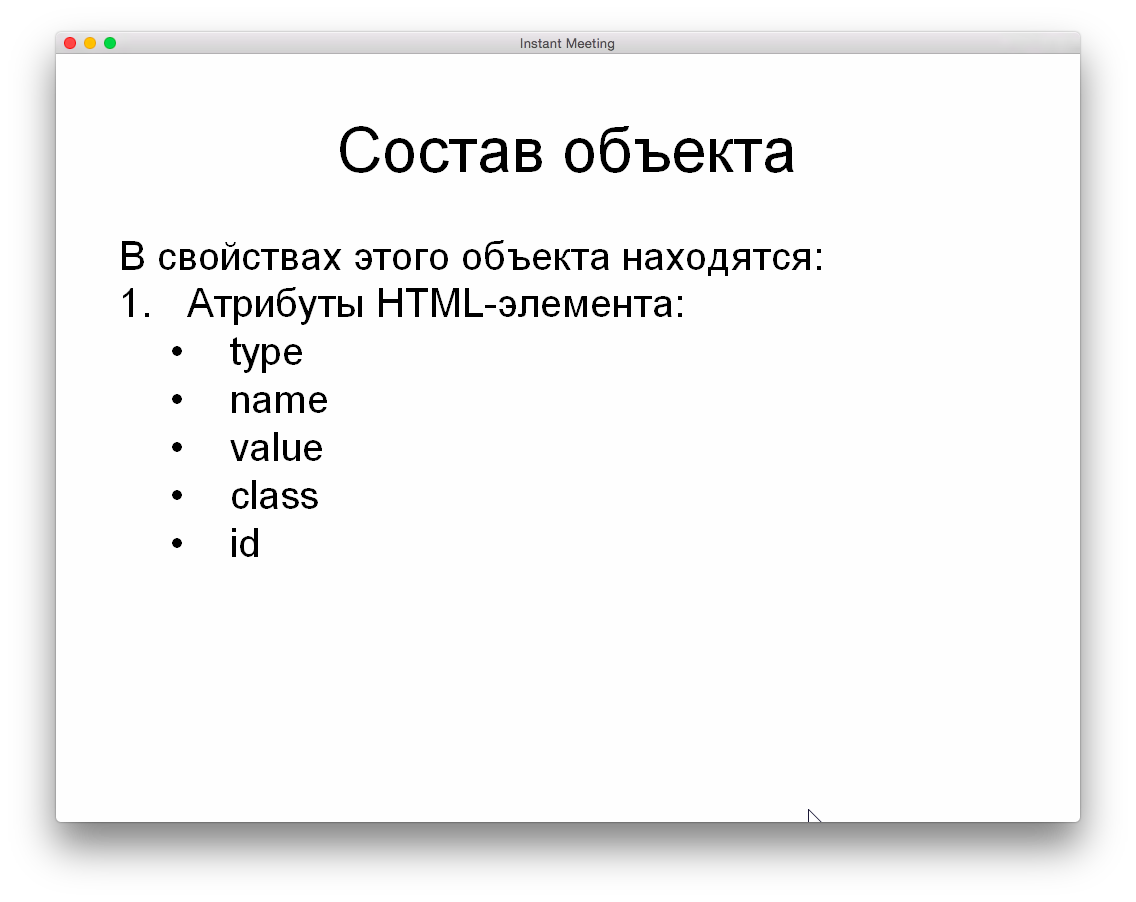 Instant Meeting
Состав объекта
В свойствах этого объекта находятся:
1. Атрибуты HTML-элемента:
• type
• name
• value
• class
• id